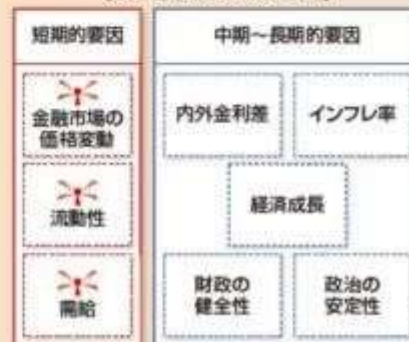 短期的要因
中期～長期的要因
金融市場の
価格変動
内外金利差
インフレ率
流動性
経済成長
需給
財政の
健全性
政治の
安定性